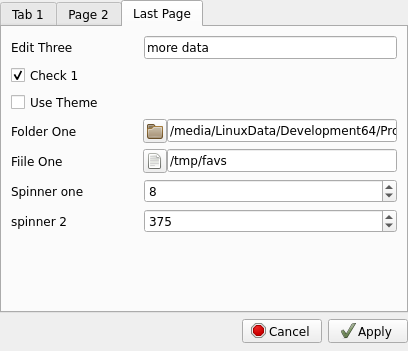 Tab 1 Page 2 Last Page
Edit Three more data
Check 1
Use Theme
Folder One /media/LinuxData/Development64/Pro
Fiile One /tmp/favs
Spinner one 8
spinner 2 375
Cancel Apply